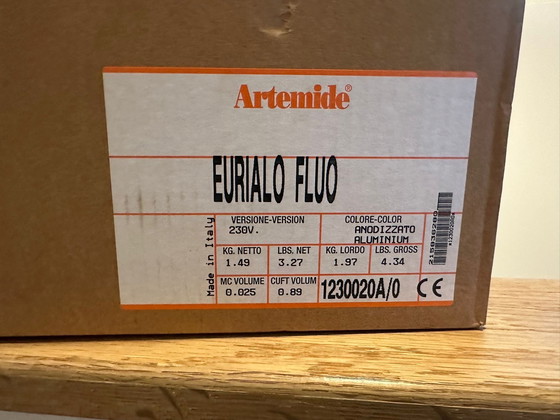 Artemide®
EURIALO FLUO
Made in Italy
VERSIONE-VERSION
230V.
COLORE-COLOR
ANODIZZATO
ALUMINIUM
KG. NETTO
1.49
LBS. NET
3.27
KG. LORDO
1.97
LBS. GROSS
4.34
MC VOLUME
0.025
CUFT VOLUM
0.89
1230020A/0
CE